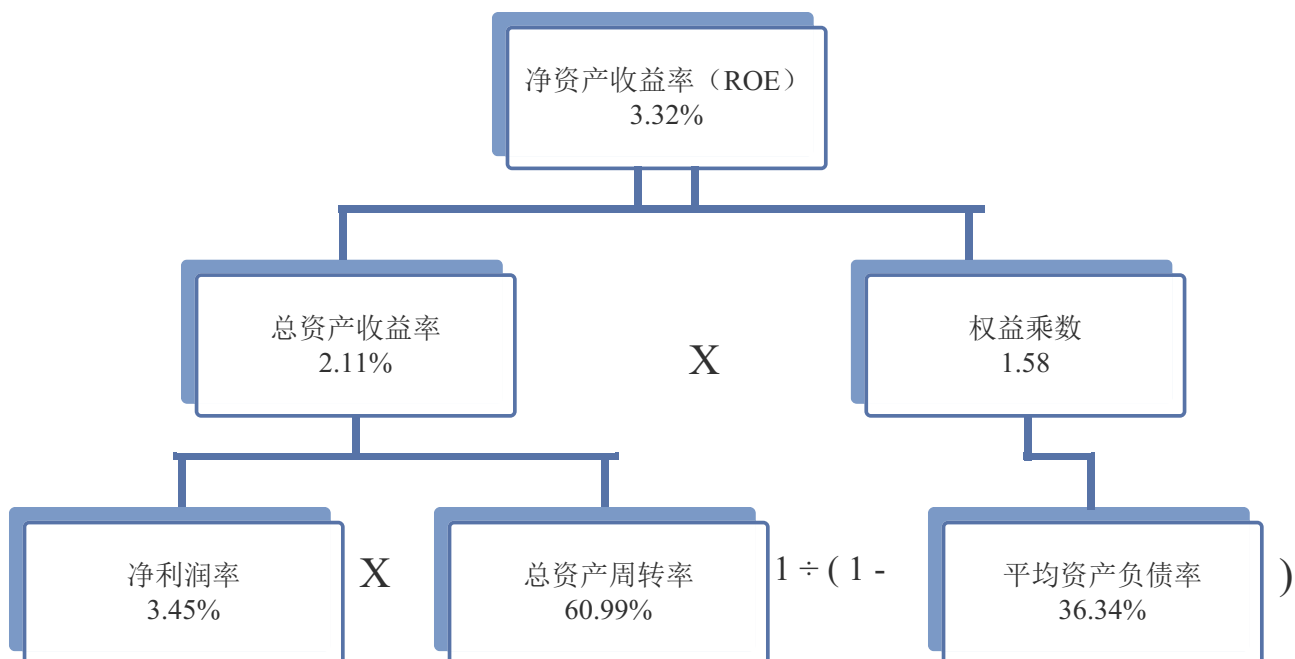 净资产收益率（ROE）
3.32%
总资产收益率
2.11%
X
权益乘数
1.58
净利润率
3.45%
X
总资产周转率
60.99%
1 ÷ ( 1 -
平均资产负债率
36.34%
)